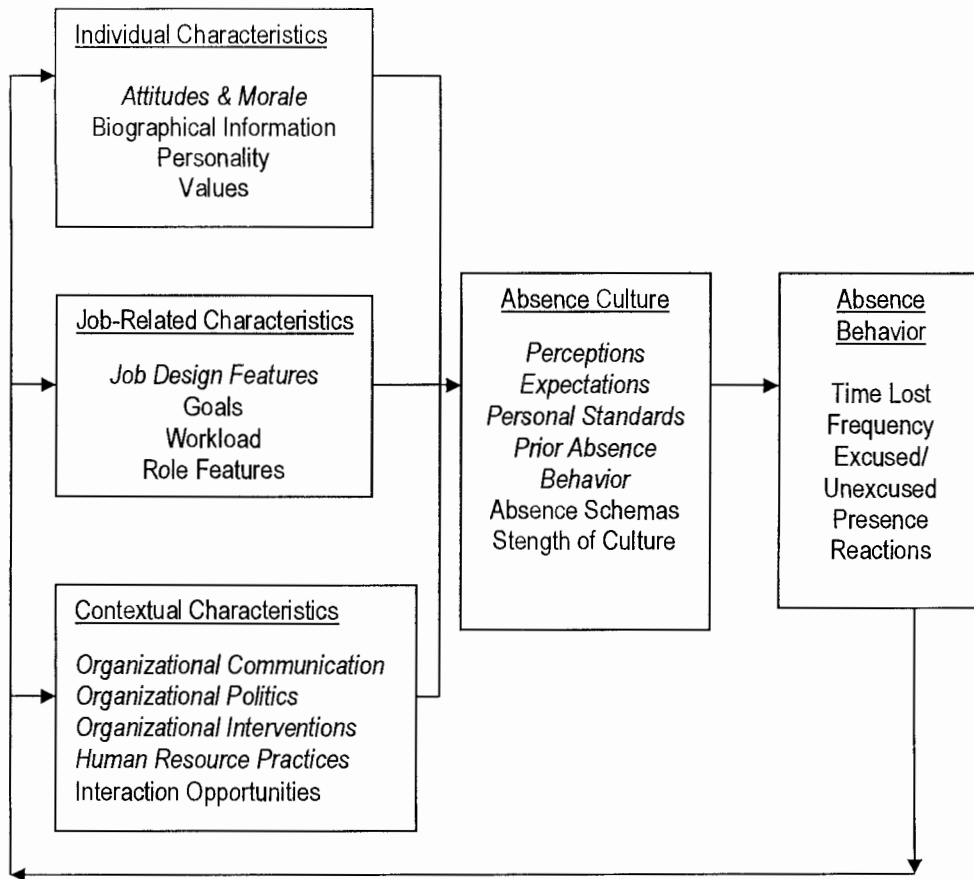 Individual Characteristics
Attitudes & Morale
Biographical Information
Personality
Values
Job-Related Characteristics
Job Design Features
Goals
Workload
Role Features
Contextual Characteristics
Organizational Communication
Organizational Politics
Organizational Interventions
Human Resource Practices
Interaction Opportunities
Absence Culture
Perceptions
Expectations
Personal Standards
Prior Absence
Behavior
Absence Schemas
Stength of Culture
Absence
Behavior
Time Lost
Frequency
Excused/
Unexcused
Presence
Reactions